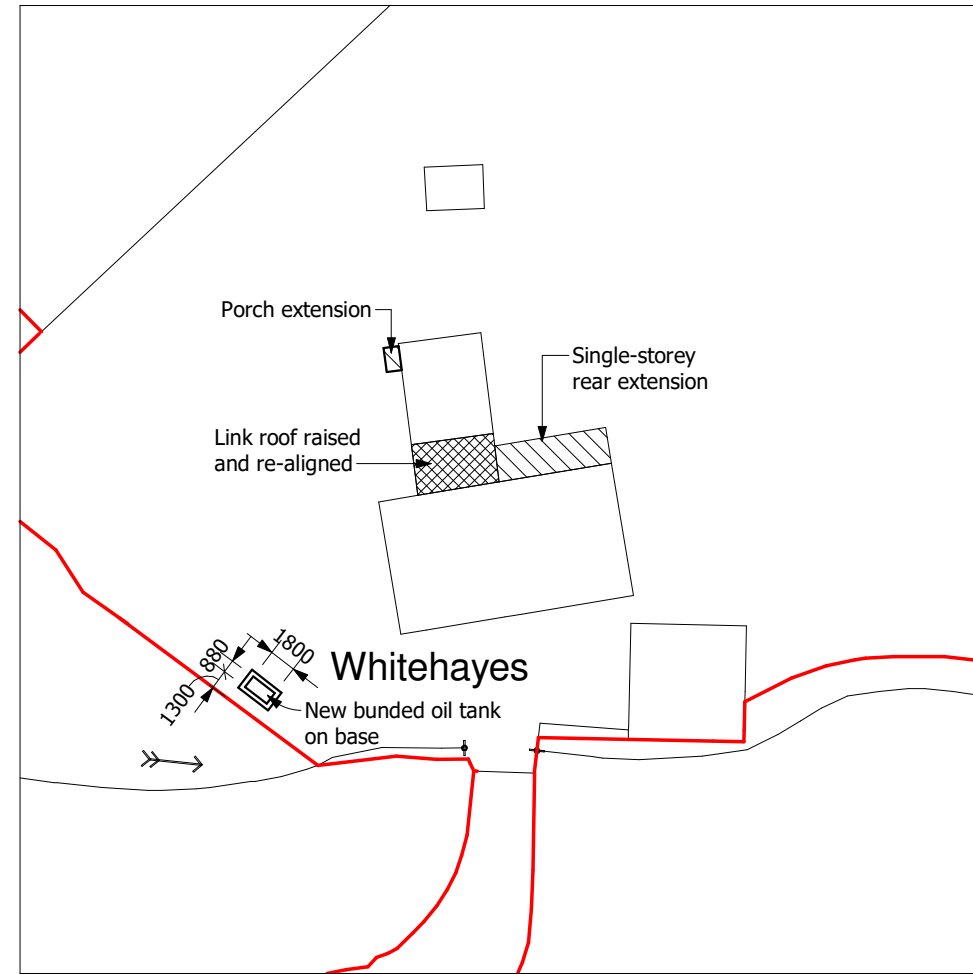 Porch extension
Single-storey
rear extension
Link roof raised
and re-aligned
1800
880
1300
Whitehayes
New bunded oil tank
on base